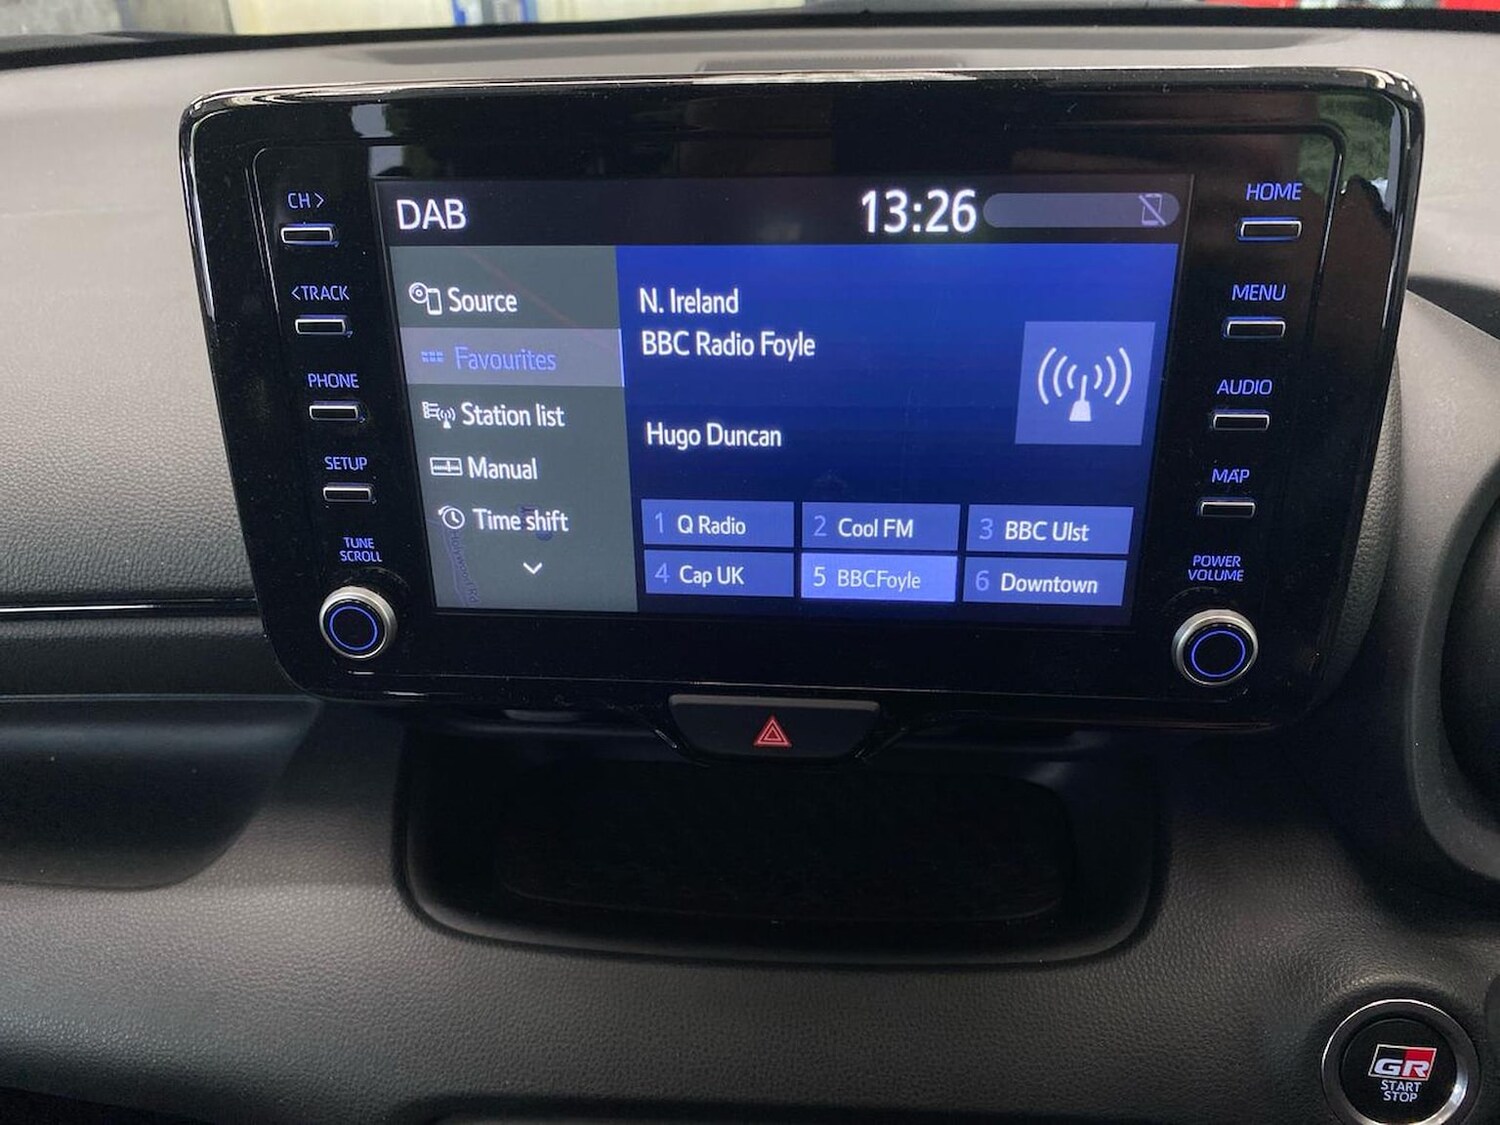 CH >
<TRACK
PHONE
SETUP
TUNE
SCROLL
DAB
13:26
Source
Favourites
Station list
Manual
Time shift
N. Ireland
BBC Radio Foyle
Hugo Duncan
1 Q Radio
2 Cool FM
3 BBC Ulst
4 Cap UK
5 BBCFoyle
6 Downtown
HOME
MENU
AUDIO
MAP
POWER
VOLUME
GR
START
STOP